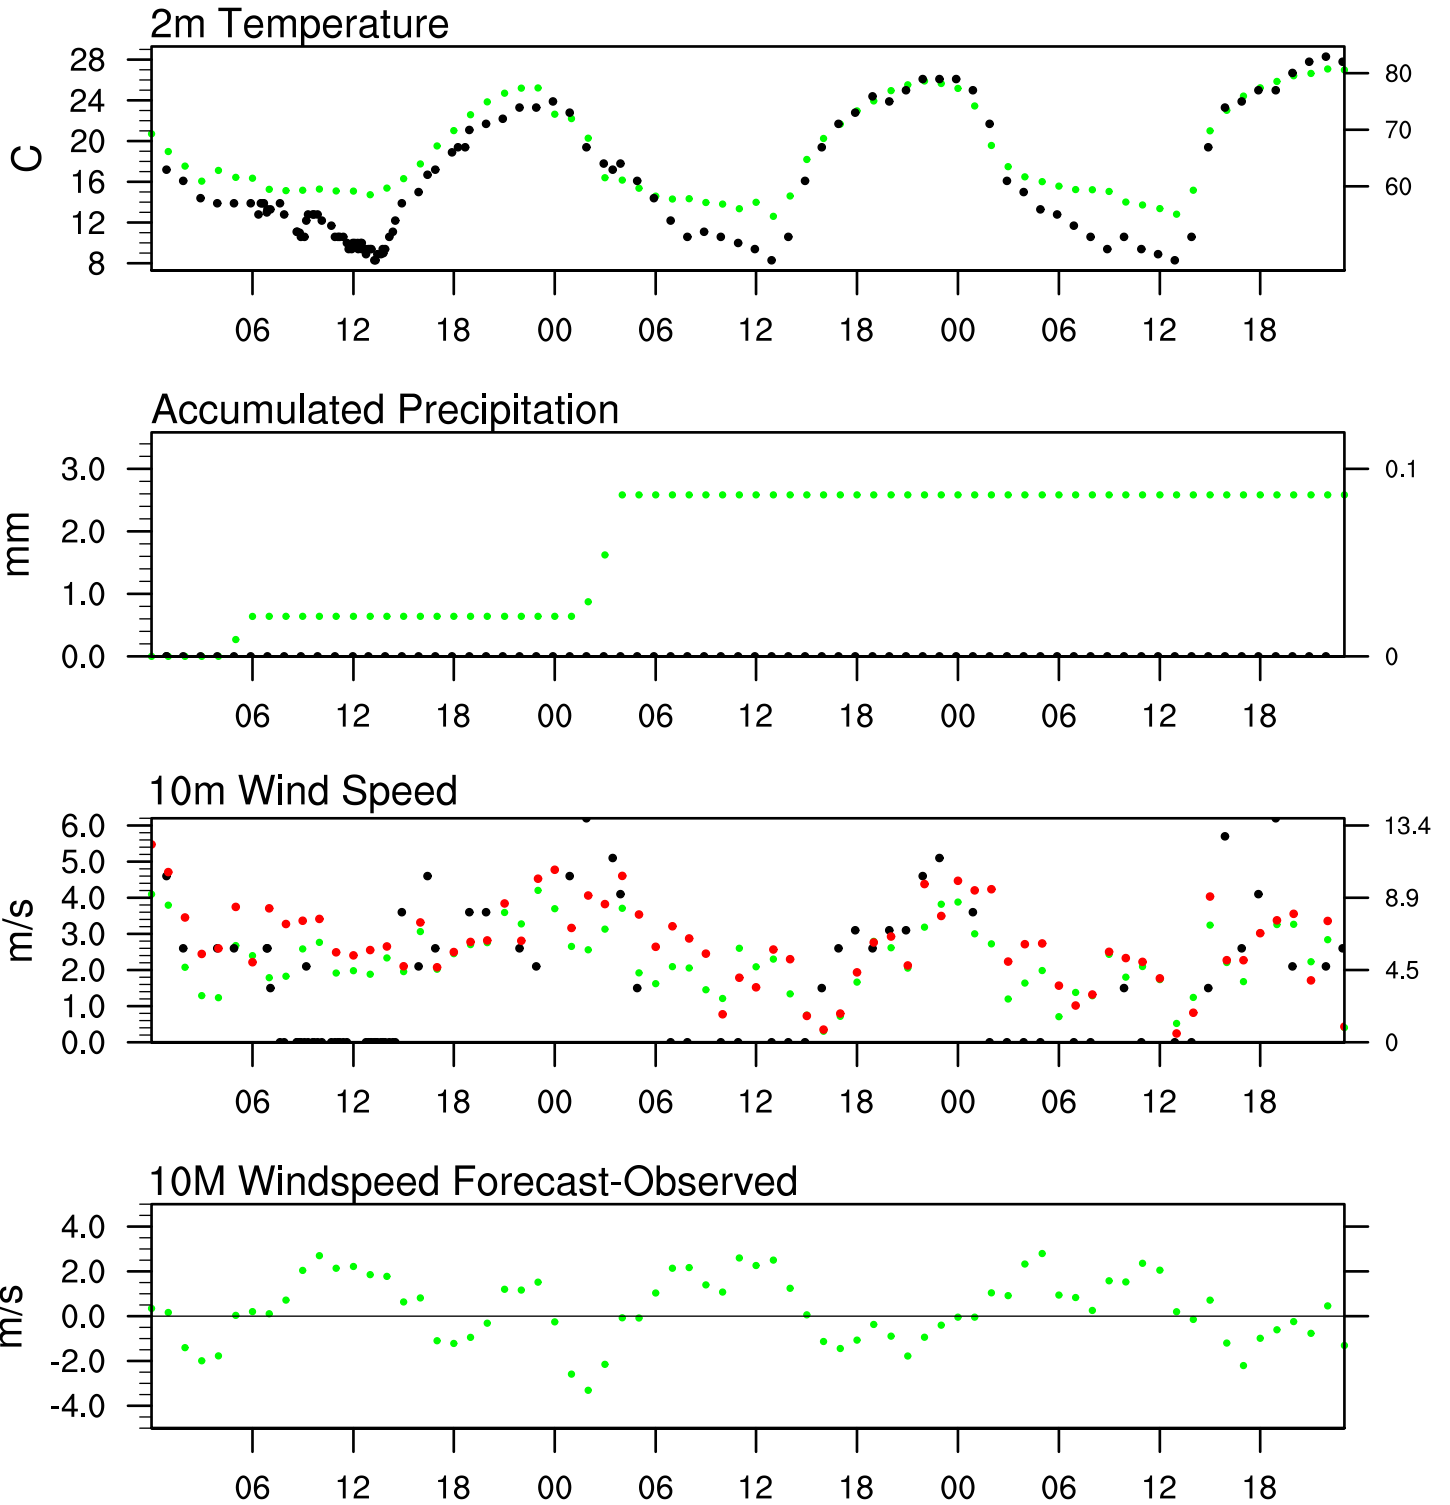 2m Temperature
28
24
20
16
12
8
C
80
70
60
06 12 18 00 06 12 18 00 06 12 18
Accumulated Precipitation
3.0
2.0
1.0
0.0
mm
0.1
0
06 12 18 00 06 12 18 00 06 12 18
10m Wind Speed
6.0
5.0
4.0
3.0
2.0
1.0
0.0
m/s
13.4
8.9
4.5
0
06 12 18 00 06 12 18 00 06 12 18
10M Windspeed Forecast-Observed
4.0
2.0
0.0
-2.0
-4.0
m/s
06 12 18 00 06 12 18 00 06 12 18